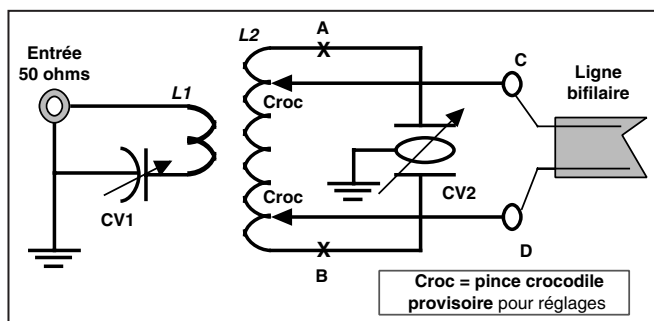 Entrée
50 ohms
L1
CV1
L2
A
Croc
Croc
B
CV2
C
D
Ligne
bifilaire
Croc = pince crocodile
provisoire pour réglages